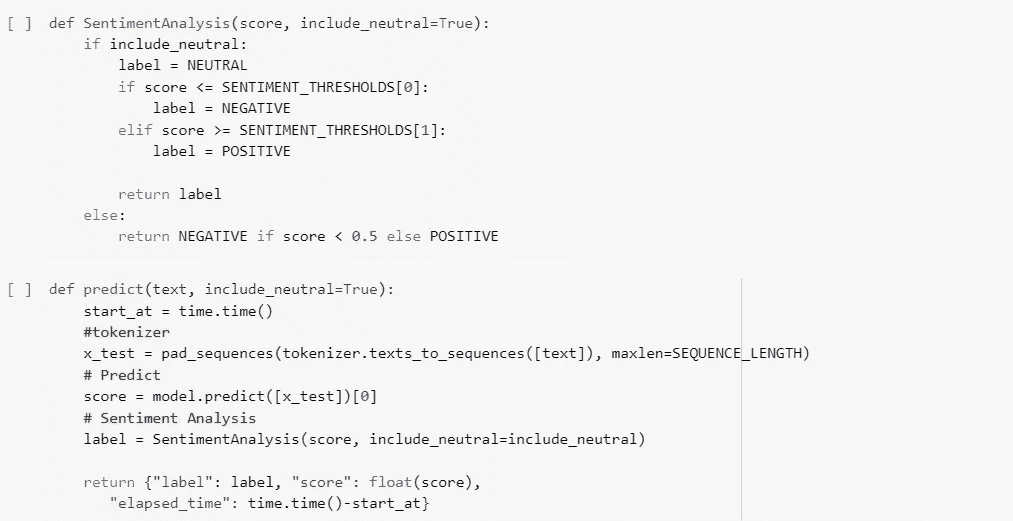 [ ] def SentimentAnalysis(score, include_neutral=True):
        if include_neutral:
            label = NEUTRAL
            if score <= SENTIMENT_THRESHOLDS[0]:
                label = NEGATIVE
            elif score >= SENTIMENT_THRESHOLDS[1]:
                label = POSITIVE

            return label
        else:
            return NEGATIVE if score < 0.5 else POSITIVE

[ ] def predict(text, include_neutral=True):
        start_at = time.time()
        #tokenizer
        x_test = pad_sequences(tokenizer.texts_to_sequences([text]), maxlen=SEQUENCE_LENGTH)
        # Predict
        score = model.predict([x_test])[0]
        # Sentiment Analysis
        label = SentimentAnalysis(score, include_neutral=include_neutral)

        return {"label": label, "score": float(score),
           "elapsed_time": time.time()-start_at}